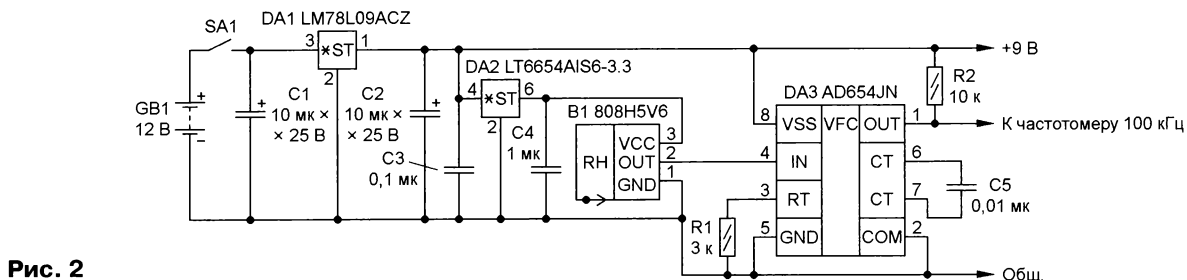 SA1
GB1
12 В
DA1 LM78L09ACZ
3
*ST
1
2
C1
10 мк ×
× 25 В
C2
10 мк ×
× 25 В
DA2 LT6654AIS6-3.3
4
*ST
6
2
C3
0,1 мк
C4
1 мк
B1 808H5V6
RH
VCC
OUT
GND
3
2
1
R1
3 к
DA3 AD654JN
8
VSS
VFC
OUT
1
4
IN
CT
6
3
RT
CT
7
5
GND
COM
2
R2
10 к
C5
0,01 мк
+9 В
К частотомеру 100 кГц
Общ.
Рис. 2